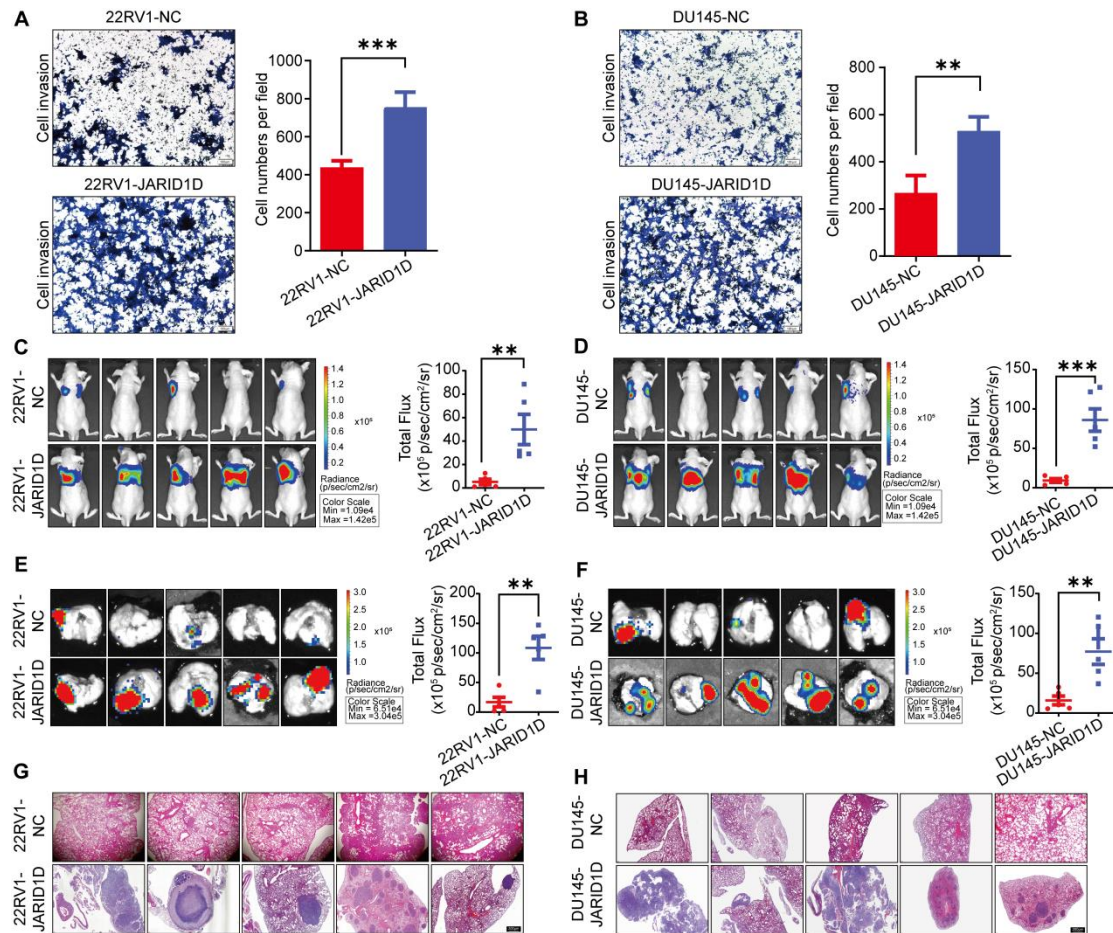 A
22RV1-NC
Cell invasion
22RV1-JARID1D
Cell invasion
***
Cell numbers per field
1000
800
600
400
200
0
22RV1-NC
22RV1-JARID1D
B
DU145-NC
Cell invasion
DU145-JARID1D
Cell invasion
**
Cell numbers per field
800
600
400
200
0
DU145-NC
DU145-JARID1D
C
22RV1-
NC
22RV1-
JARID1D
1.4
1.2
1.0
0.8
0.6
0.4
0.2
Radiance
(p/sec/cm2/sr)
Color Scale
Min =1.09e4
Max =1.42e5
**
Total Flux
(×10⁵ p/sec/cm²/sr)
100
80
60
40
20
0
22RV1-NC
22RV1-JARID1D
D
DU145-
NC
DU145-
JARID1D
1.4
1.2
1.0
0.8
0.6
0.4
0.2
Radiance
(p/sec/cm2/sr)
Color Scale
Min =1.09e4
Max =1.42e5
***
Total Flux
(×10⁵ p/sec/cm²/sr)
150
100
50
0
DU145-NC
DU145-JARID1D
E
22RV1-
NC
22RV1-
JARID1D
3.0
2.5
2.0
1.5
1.0
Radiance
(p/sec/cm2/sr)
Color Scale
Min = 6.51e4
Max =3.04e5
**
Total Flux
(×10⁵ p/sec/cm²/sr)
200
150
100
50
0
22RV1-NC
22RV1-JARID1D
F
DU145-
NC
DU145-
JARID1D
3.0
2.5
2.0
1.5
1.0
Radiance
(p/sec/cm2/sr)
Color Scale
Min = 6.51e4
Max =3.04e5
**
Total Flux
(×10⁵ p/sec/cm²/sr)
150
100
50
0
DU145-NC
DU145-JARID1D
G
22RV1-
NC
22RV1-
JARID1D
H
DU145-
NC
DU145-
JARID1D